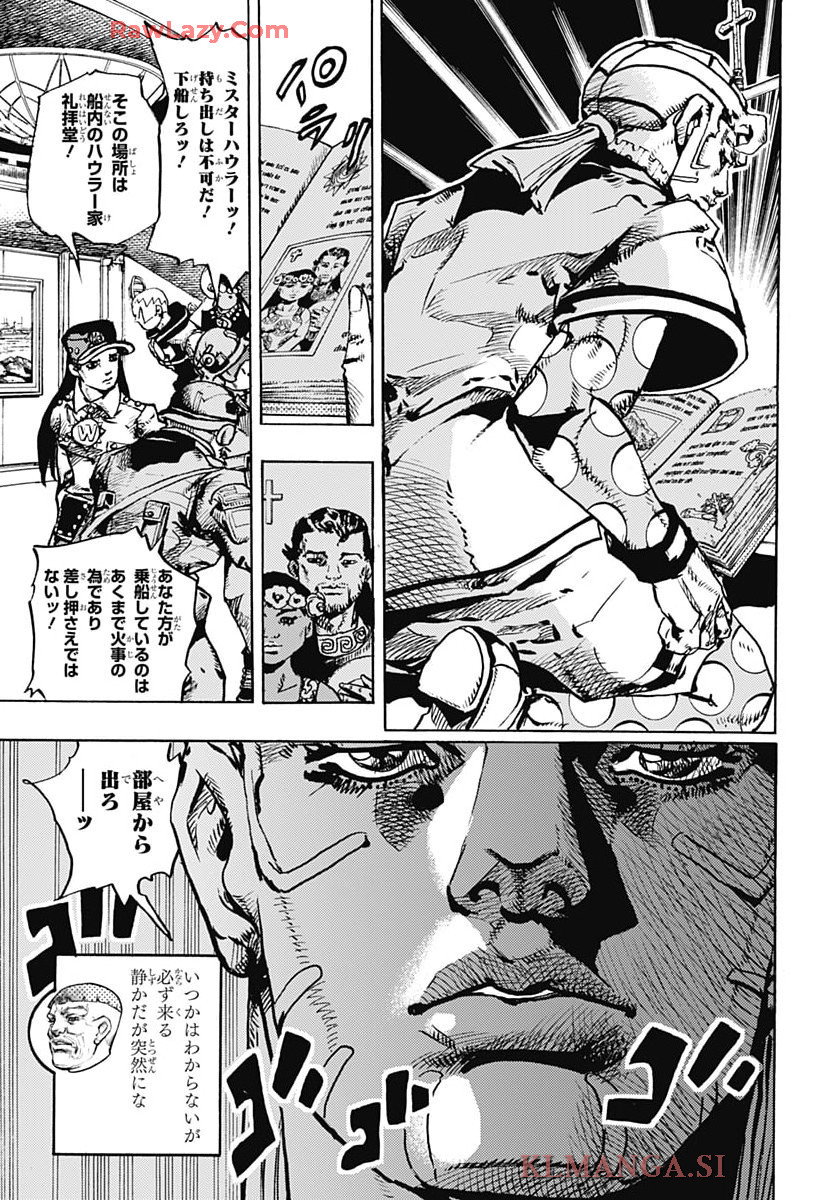 RawLazy.Com
ミスターハウラーッ!
持ち出しは不可だ!
下船しろッ!
そこの場所は
船内のハウラー家
礼拝堂!
あなた方が
乗船しているのは
あくまで火事の
為であり
差し押さえでは
ないッ!
W
部屋から
出ろ
ーーッ
ゴゴ
ゴゴ
いつかはわからないが
必ず来る
静かだが突然にな
KLMANGA.SI